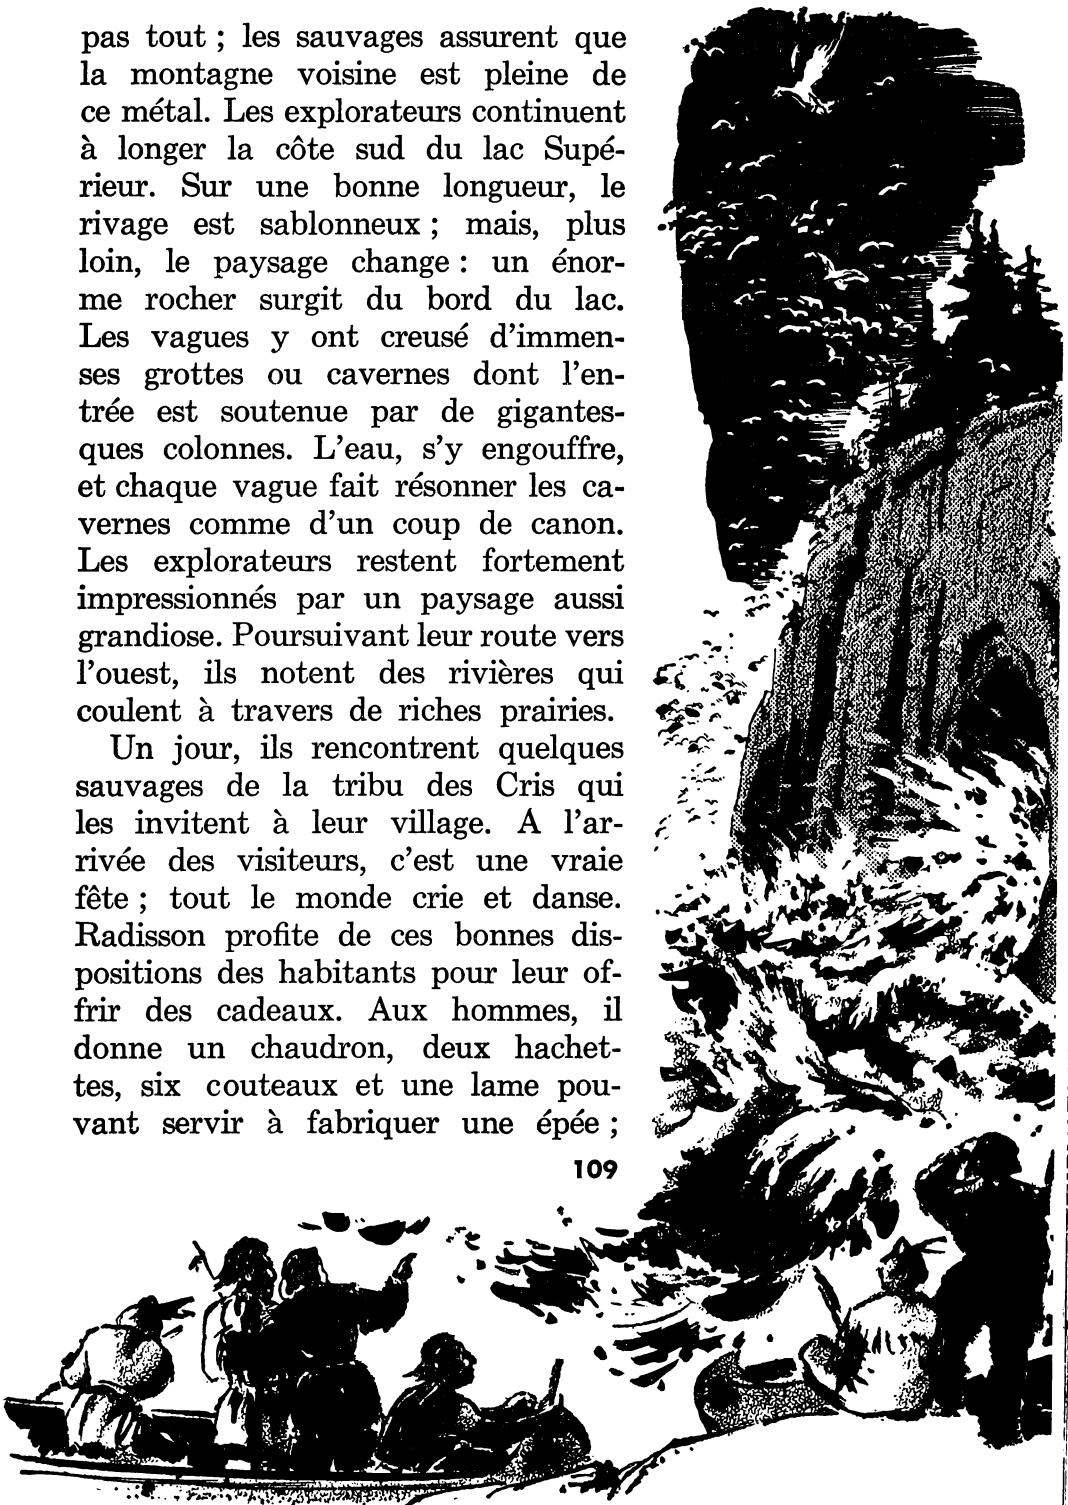 pas tout ; les sauvages assurent que
la montagne voisine est pleine de
ce métal. Les explorateurs continuent
à longer la côte sud du lac Supé-
rieur. Sur une bonne longueur, le
rivage est sablonneux ; mais, plus
loin, le paysage change : un énor-
me rocher surgit du bord du lac.
Les vagues y ont creusé d'immen-
ses grottes ou cavernes dont l'en-
trée est soutenue par de gigantes-
ques colonnes. L'eau, s'y engouffre,
et chaque vague fait résonner les ca-
vernes comme d'un coup de canon.
Les explorateurs restent fortement
impressionnés par un paysage aussi
grandiose. Poursuivant leur route vers
l'ouest, ils notent des rivières qui
coulent à travers de riches prairies.
Un jour, ils rencontrent quelques
sauvages de la tribu des Cris qui
les invitent à leur village. A l'ar-
rivée des visiteurs, c'est une vraie
fête ; tout le monde crie et danse.
Radisson profite de ces bonnes dis-
positions des habitants pour leur of-
frir des cadeaux. Aux hommes, il
donne un chaudron, deux hachet-
tes, six couteaux et une lame pou-
vant servir à fabriquer une épée ;
109